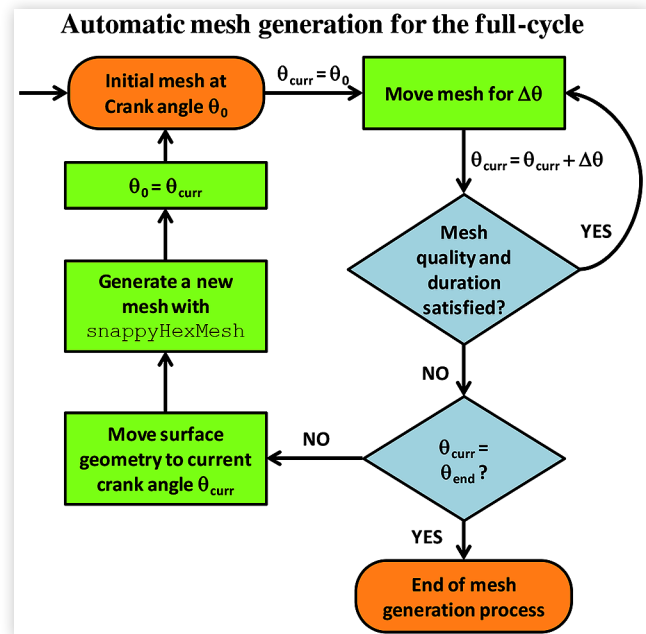 Automatic mesh generation for the full-cycle
Initial mesh at
Crank angle θ0
θcurr = θ0
Move mesh for Δθ
θcurr = θcurr + Δθ
Mesh
quality and
duration
satisfied?
YES
NO
θcurr =
θend ?
NO
YES
End of mesh
generation process
Move surface
geometry to current
crank angle θcurr
Generate a new
mesh with
snappyHexMesh
θ0 = θcurr